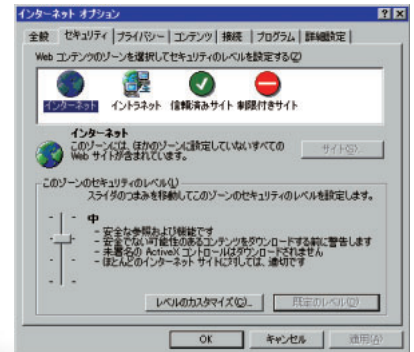 インターネット オプション
全般 セキュリティ プライバシー コンテンツ 接続 プログラム 詳細設定
Web コンテンツのゾーンを選択してセキュリティのレベルを設定する(Z)
インターネット イントラネット 信頼済みサイト 制限付きサイト
インターネット
このゾーンには、ほかのゾーンに設定していないすべての
Web サイトが含まれています。
サイト(S)...
このゾーンのセキュリティのレベル(L)
スライダのつまみを移動してこのゾーンのセキュリティのレベルを設定します。
中
- 安全な参照および機能です
- 安全でない可能性のあるコンテンツをダウンロードする前に警告します
- 未署名の ActiveX コントロールはダウンロードされません
- ほとんどのインターネット サイトに対しては、適切です
レベルのカスタマイズ(C)... 既定のレベル(D)
OK キャンセル 適用(A)